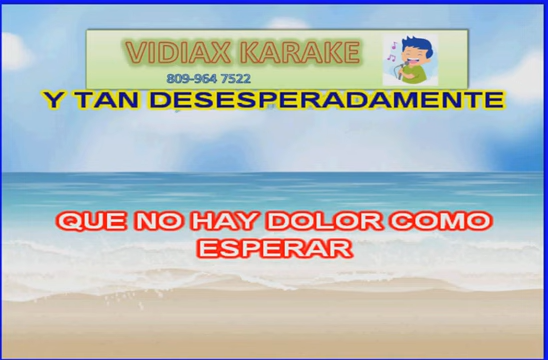 VIDIAX KARAKE
809-964 7522
Y TAN DESESPERADAMENTE
QUE NO HAY DOLOR COMO
ESPERAR